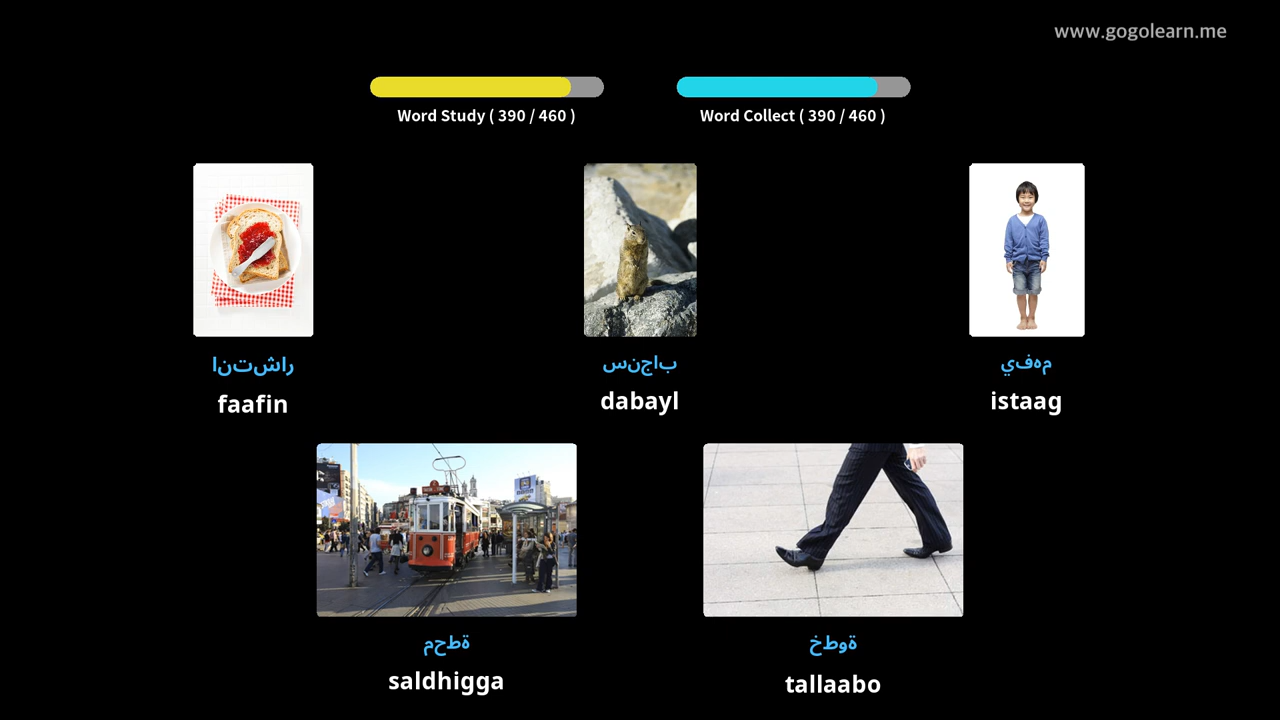 www.gogolearn.me
Word Study ( 390 / 460 )
Word Collect ( 390 / 460 )
انتشار
faafin
سنجاب
dabayl
يفهم
istaag
محطة
saldhigga
خطوة
tallaabo